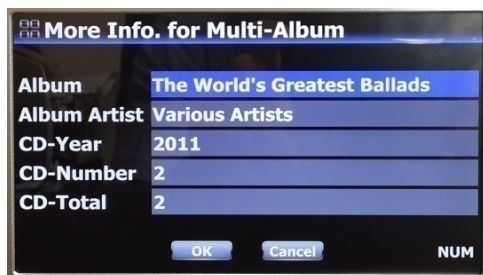 More Info. for Multi-Album
Album The World's Greatest Ballads
Album Artist Various Artists
CD-Year 2011
CD-Number 2
CD-Total 2
OK Cancel NUM